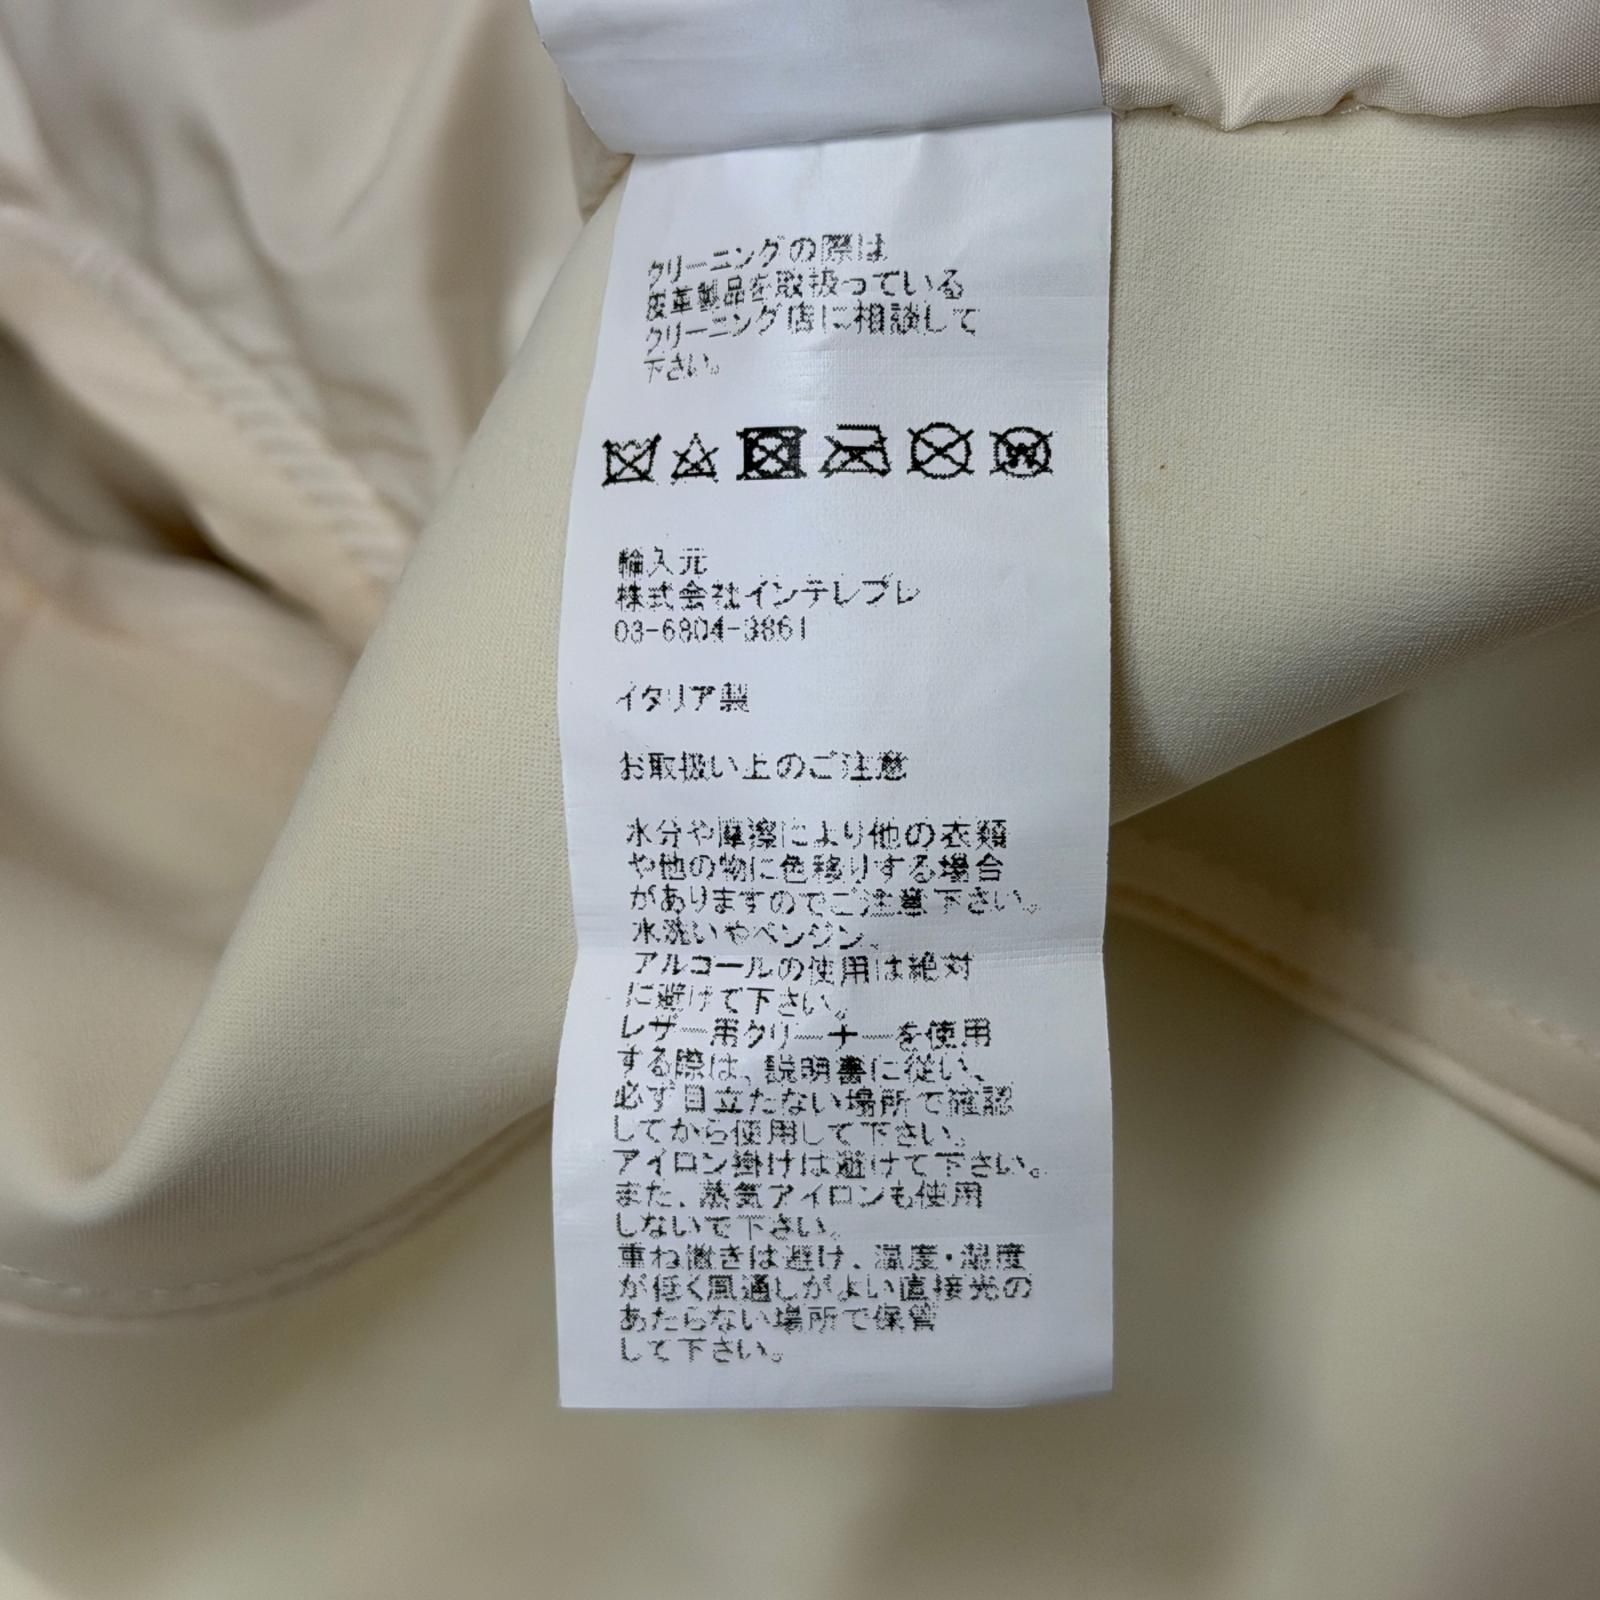 クリーニングの際は
皮革製品を取扱っている
クリーニング店に相談して
下さい。
輸入元
株式会社インテレプレ
03-6804-3861
イタリア製
お取扱い上のご注意
水分や摩擦により他の衣類
や他の物に色移りする場合
がありますのでご注意下さい。
水洗いやベンジン、
アルコールの使用は絶対
に避けて下さい。
レザー用クリーナーを使用
する際は、説明書に従い、
必ず目立たない場所で確認
してから使用して下さい。
アイロン掛けは避けて下さい。
また、蒸気アイロンも使用
しないで下さい。
重ね置きは避け、温度・湿度
が低く風通しがよい直接光の
あたらない場所で保管
して下さい。